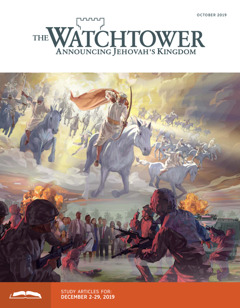 OCTOBER 2019
THE WATCHTOWER
ANNOUNCING JEHOVAH'S KINGDOM
STUDY ARTICLES FOR:
DECEMBER 2-29, 2019